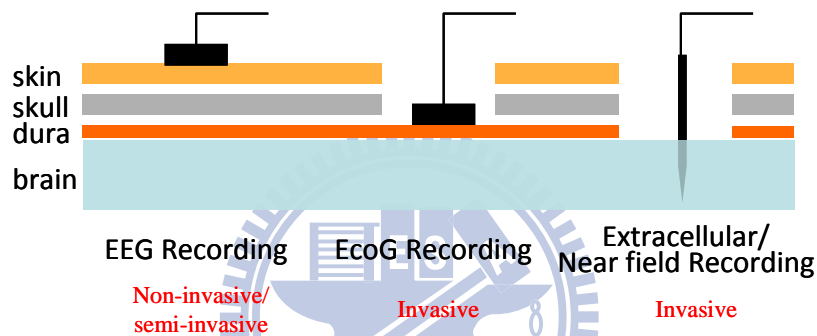 skin
skull
dura
brain
EEG Recording
EcoG Recording
Extracellular/
Near field Recording
Non-invasive/
semi-invasive
Invasive
Invasive